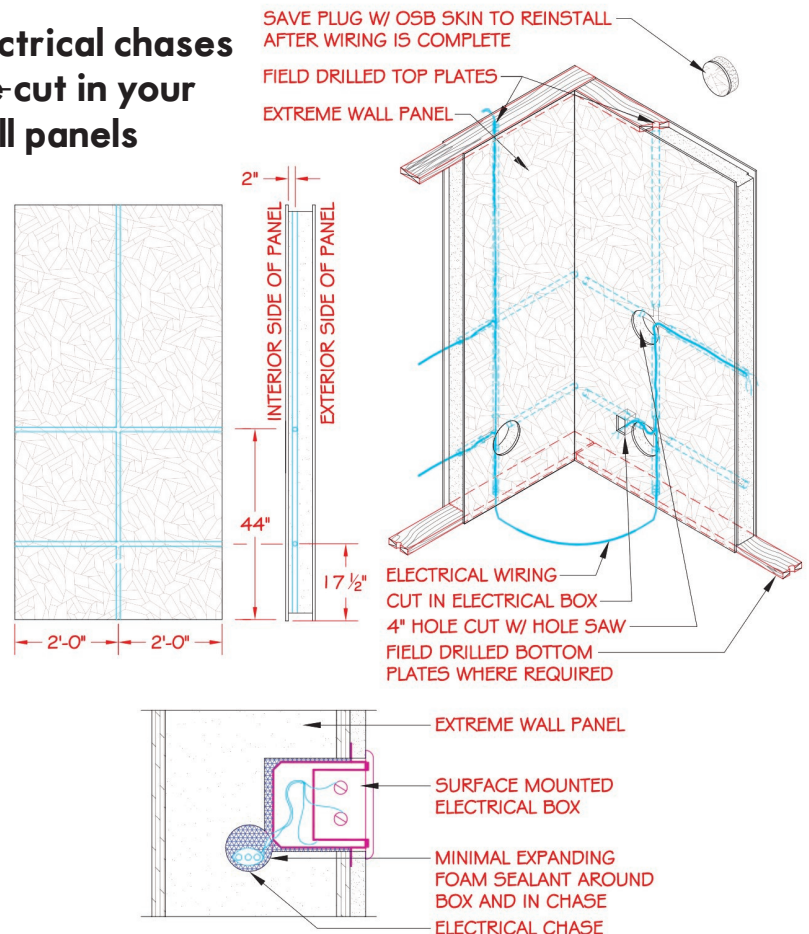 ctrical chases
-cut in your
ll panels
SAVE PLUG W/ OSB SKIN TO REINSTALL
AFTER WIRING IS COMPLETE
FIELD DRILLED TOP PLATES
EXTREME WALL PANEL
2"
INTERIOR SIDE OF PANEL
EXTERIOR SIDE OF PANEL
44"
17 ½"
2'-0"
2'-0"
ELECTRICAL WIRING
CUT IN ELECTRICAL BOX
4" HOLE CUT W/ HOLE SAW
FIELD DRILLED BOTTOM
PLATES WHERE REQUIRED
EXTREME WALL PANEL
SURFACE MOUNTED
ELECTRICAL BOX
MINIMAL EXPANDING
FOAM SEALANT AROUND
BOX AND IN CHASE
ELECTRICAL CHASE